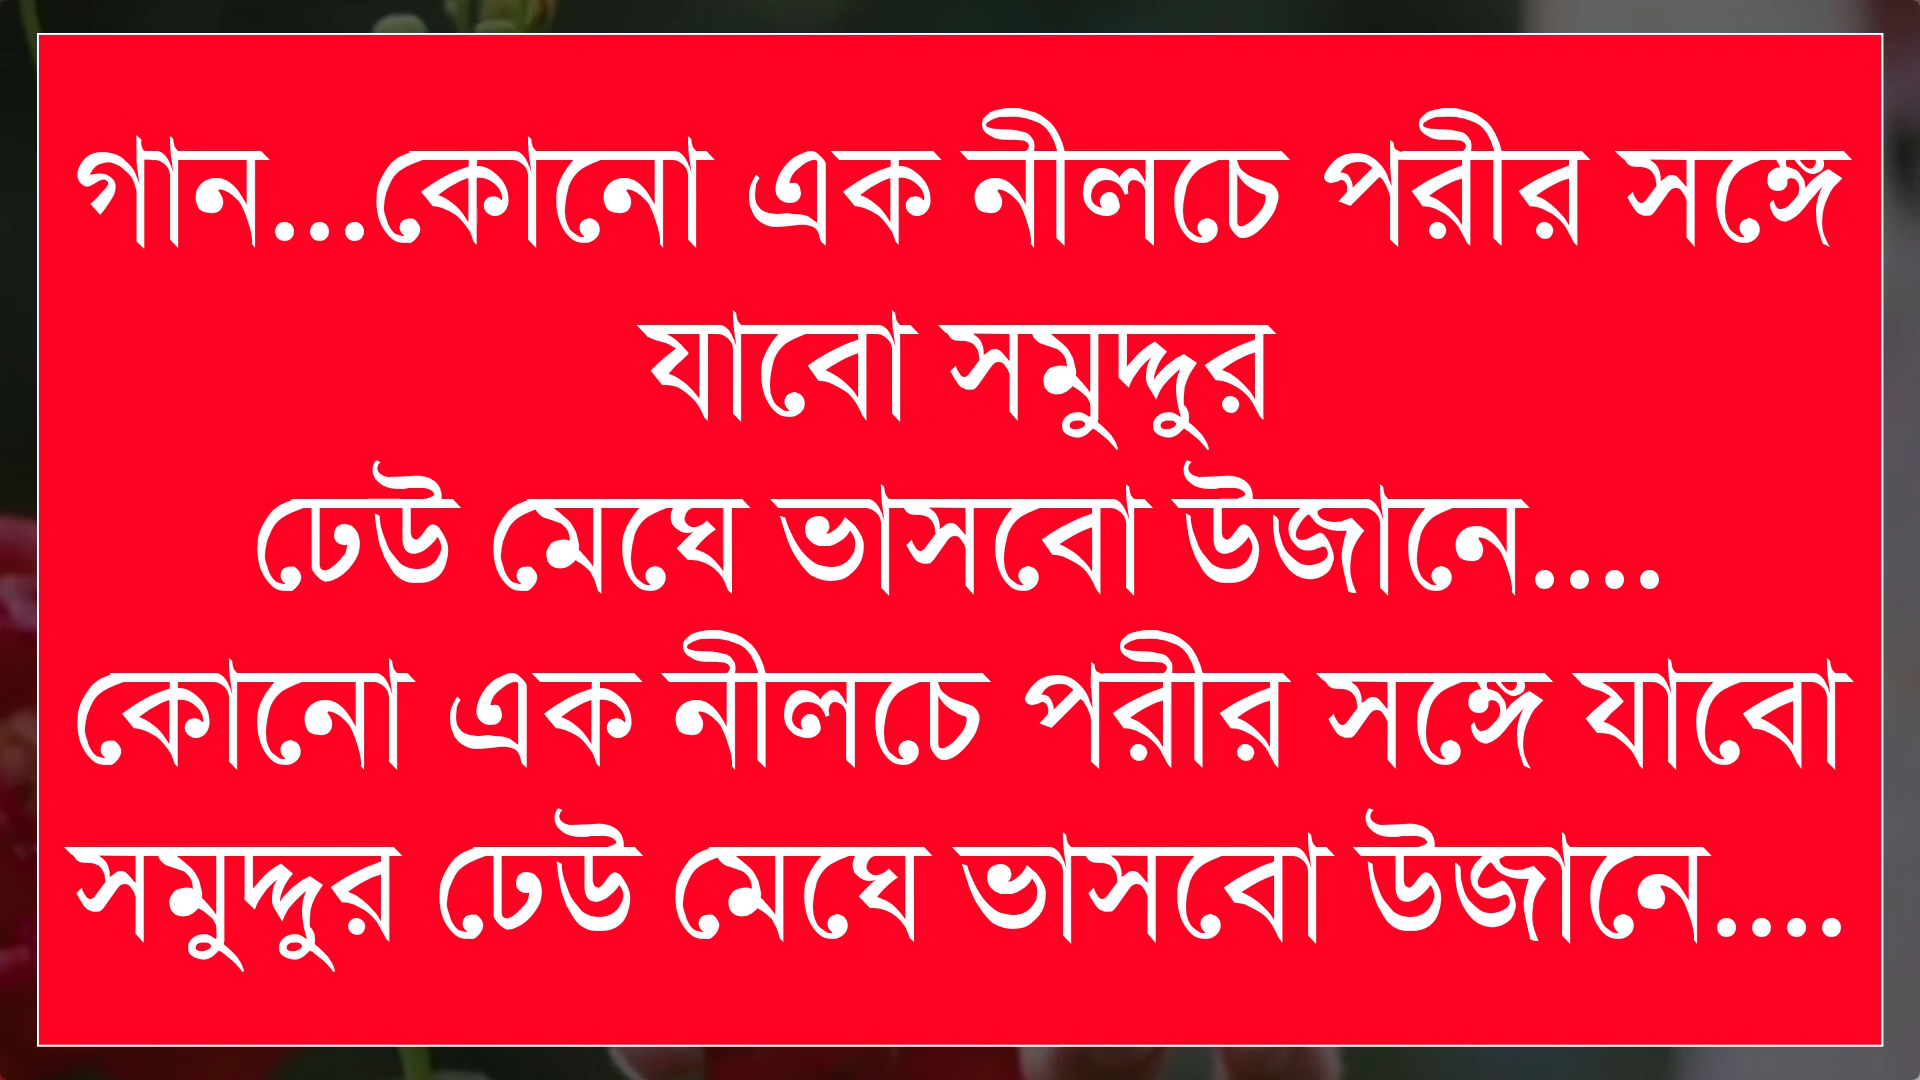 গান...কোনো এক নীলচে পরীর সঙ্গে
যাবো সমুদ্দুর
ঢেউ মেঘে ভাসবো উজানে....
কোনো এক নীলচে পরীর সঙ্গে যাবো
সমুদ্দুর ঢেউ মেঘে ভাসবো উজানে....